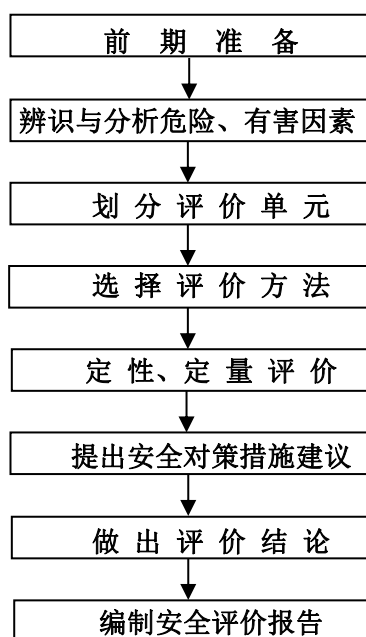 前期准备
辨识与分析危险、有害因素
划分评价单元
选择评价方法
定性、定量评价
提出安全对策措施建议
做出评价结论
编制安全评价报告